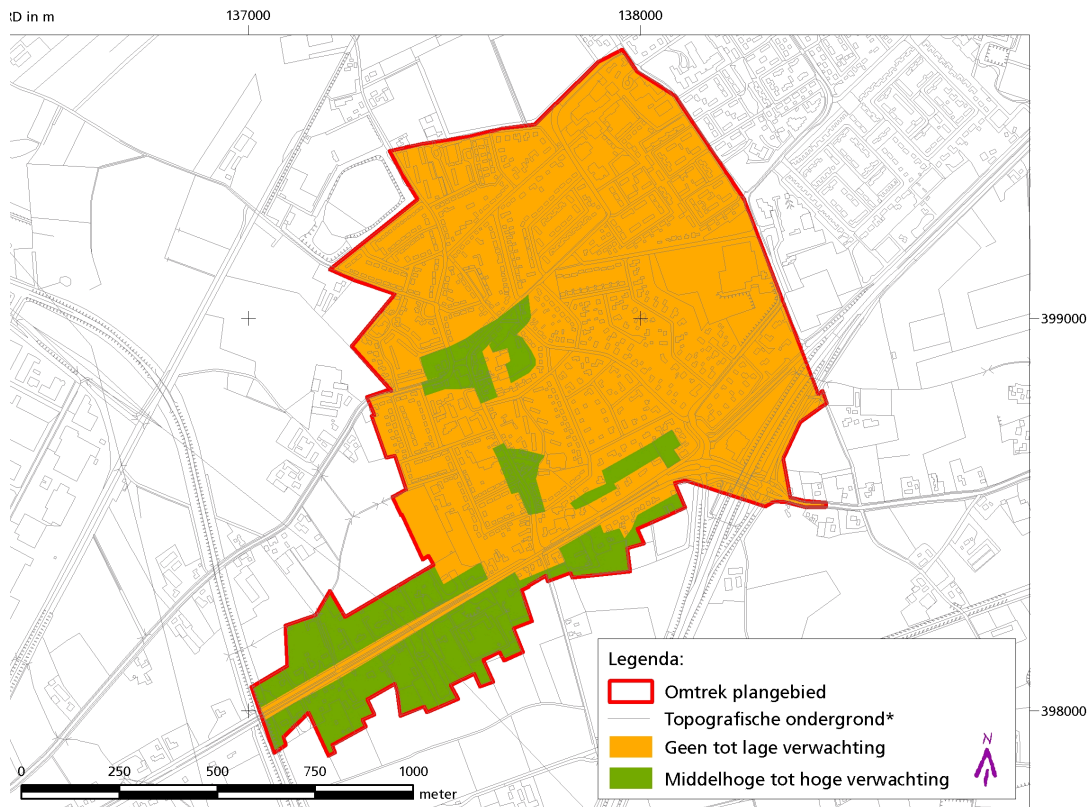 RD in m
137000
138000
399000
398000
Legenda:
Omtrek plangebied
Topografische ondergrond*
Geen tot lage verwachting
Middelhoge tot hoge verwachting
N
0 250 500 750 1000
meter